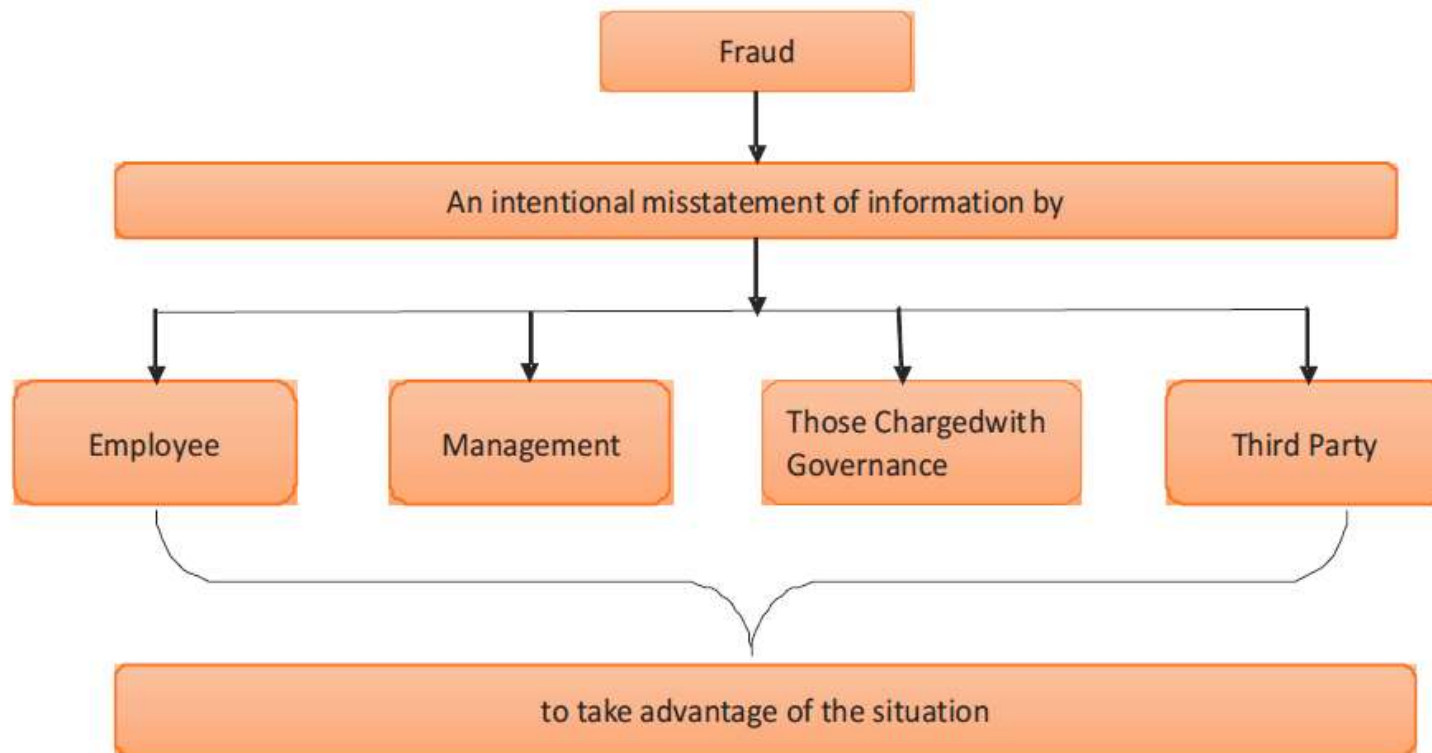 Fraud
An intentional misstatement of information by
Employee
Management
Those Chargedwith
Governance
Third Party
to take advantage of the situation